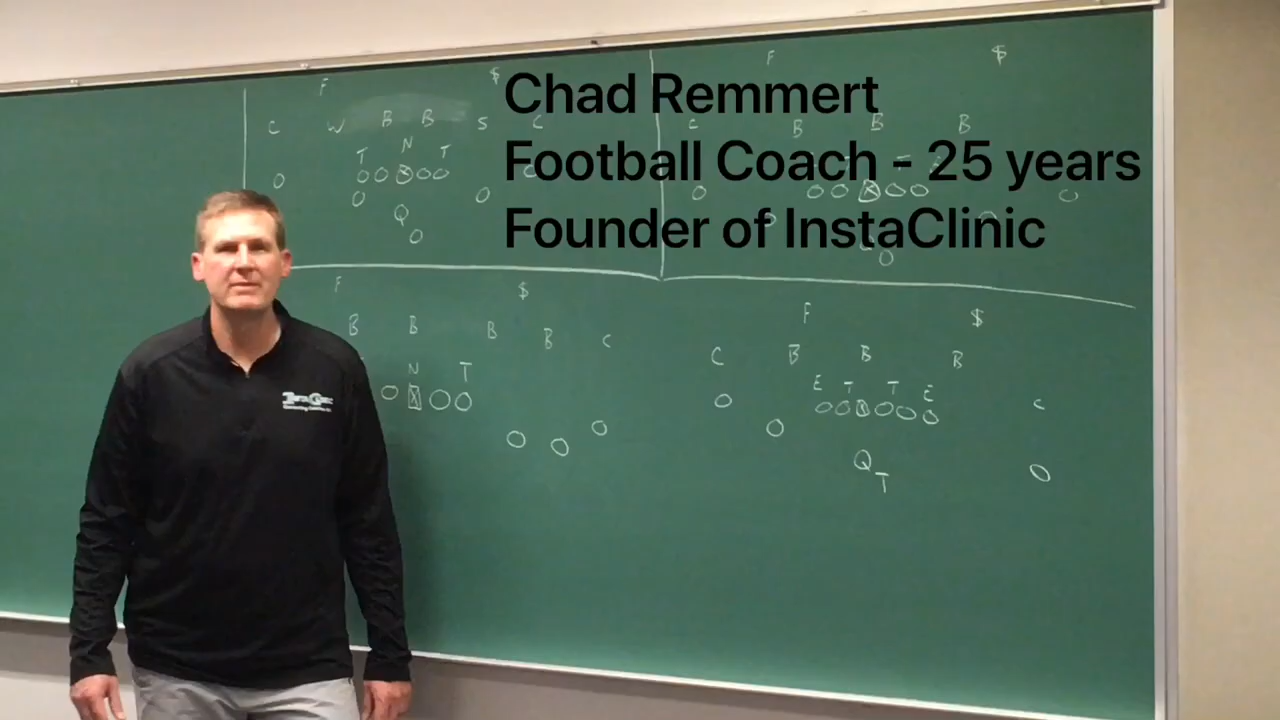 Chad Remmert
Football Coach - 25 years
Founder of InstaClinic
F $
C W B B S C
N
T T
Q
F $
C B B B
F $
B B B B C
N T
F $
C B B B
E T T E
C
Q
T